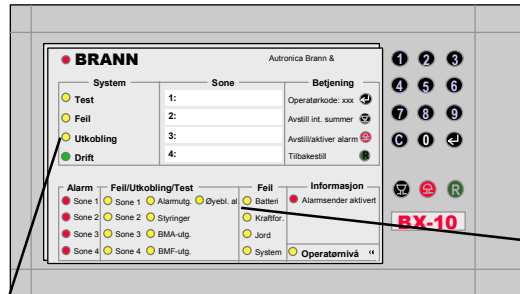 BRANN
Autronica Brann &
System
Sone
Betjening
Test
Feil
Utkobling
Drift
1:
2:
3:
4:
Operatørkode: xxx
Avstill int. summer
Avstill/aktiver alarm
Tilbakestill
R
1 2 3
4 5 6
7 8 9
C 0
R
BX-10
Alarm
Feil/Utkobling/Test
Feil
Informasjon
Sone 1 Sone 1 Alarmutg. Øyebl. al Batteri Alarmsender aktivert
Sone 2 Sone 2 Styringer Kraftfor.
Sone 3 Sone 3 BMA-utg. Jord
Sone 4 Sone 4 BMF-utg. System Operatørnivå